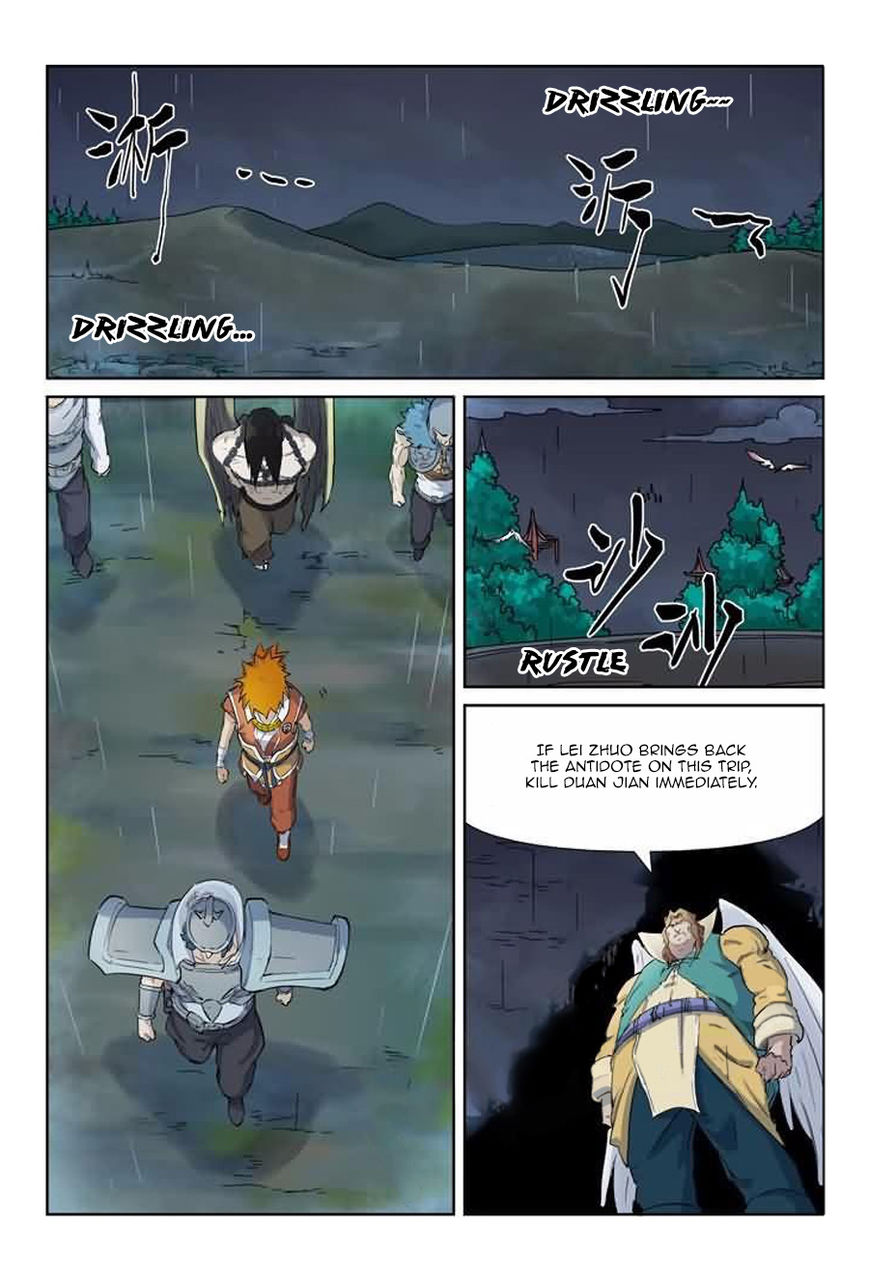 淅
DRIZZLING~~
沥
DRIZZLING...
沙
沙
RUSTLE
IF LEI ZHUO BRINGS BACK
THE ANTIDOTE ON THIS TRIP,
KILL DUAN JIAN IMMEDIATELY.